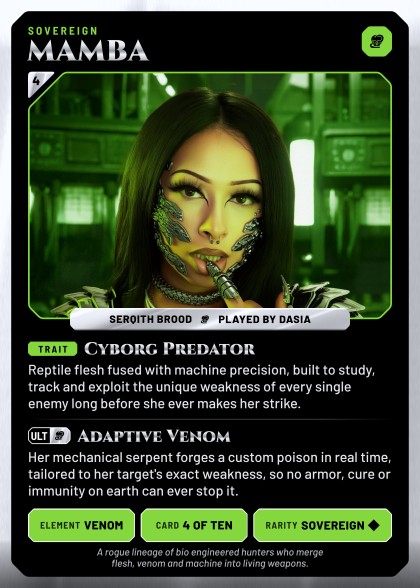 SOVEREIGN
MAMBA
4
SERQITH BROOD PLAYED BY DASIA
TRAIT CYBORG PREDATOR
Reptile flesh fused with machine precision, built to study,
track and exploit the unique weakness of every single
enemy long before she ever makes her strike.
ULT ADAPTIVE VENOM
Her mechanical serpent forges a custom poison in real time,
tailored to her target's exact weakness, so no armor, cure or
immunity on earth can ever stop it.
ELEMENT VENOM CARD 4 OF TEN RARITY SOVEREIGN
A rogue lineage of bio engineered hunters who merge
flesh, venom and machine into living weapons.